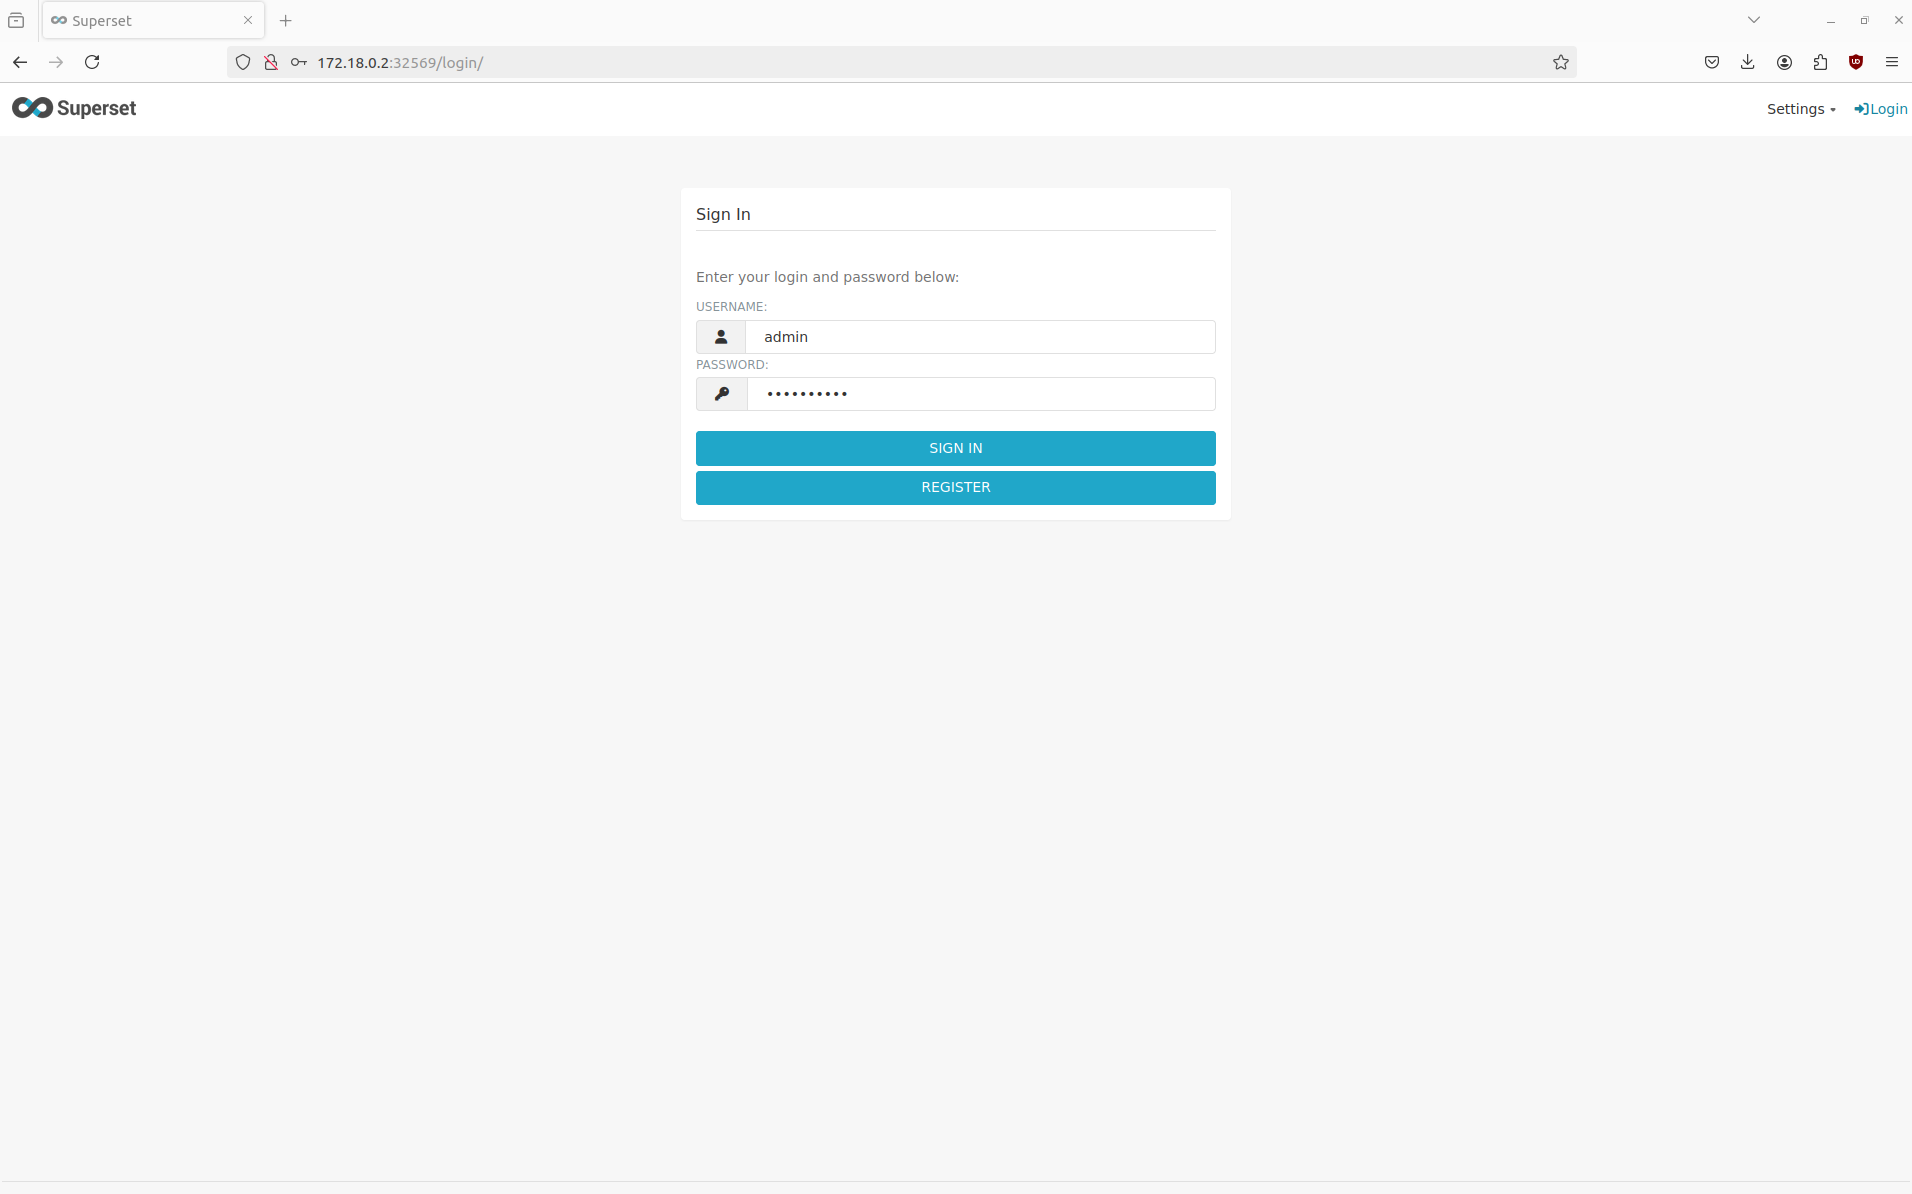 Superset
172.18.0.2:32569/login/
Superset
Settings
Login
Sign In
Enter your login and password below:
USERNAME:
admin
PASSWORD:
••••••••••
SIGN IN
REGISTER